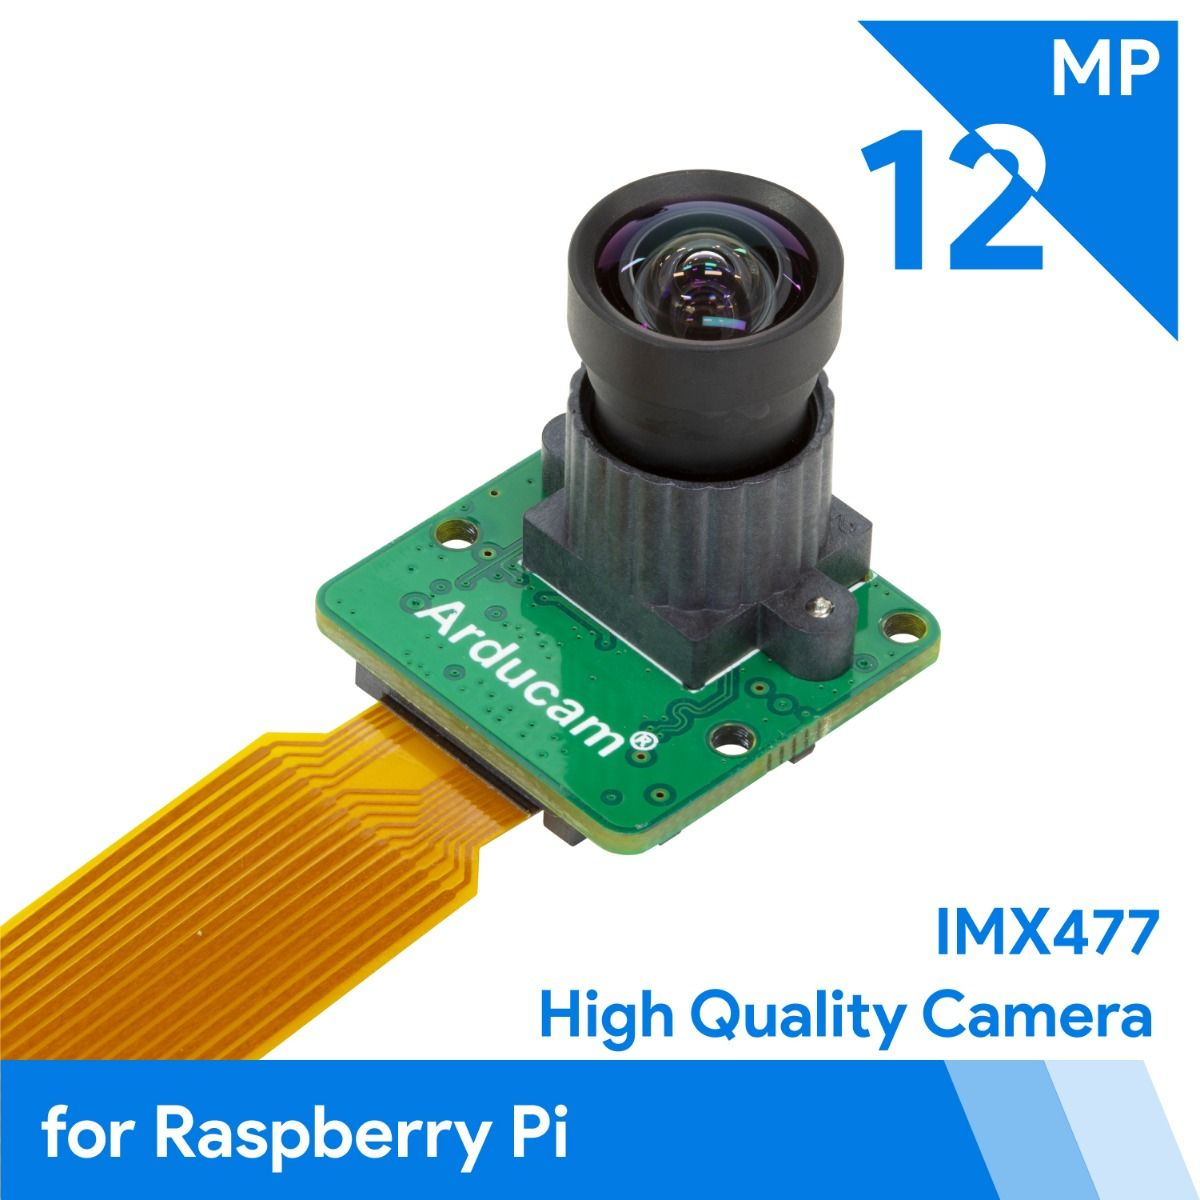 MP
12
Arducam®
IMX477
High Quality Camera
for Raspberry Pi